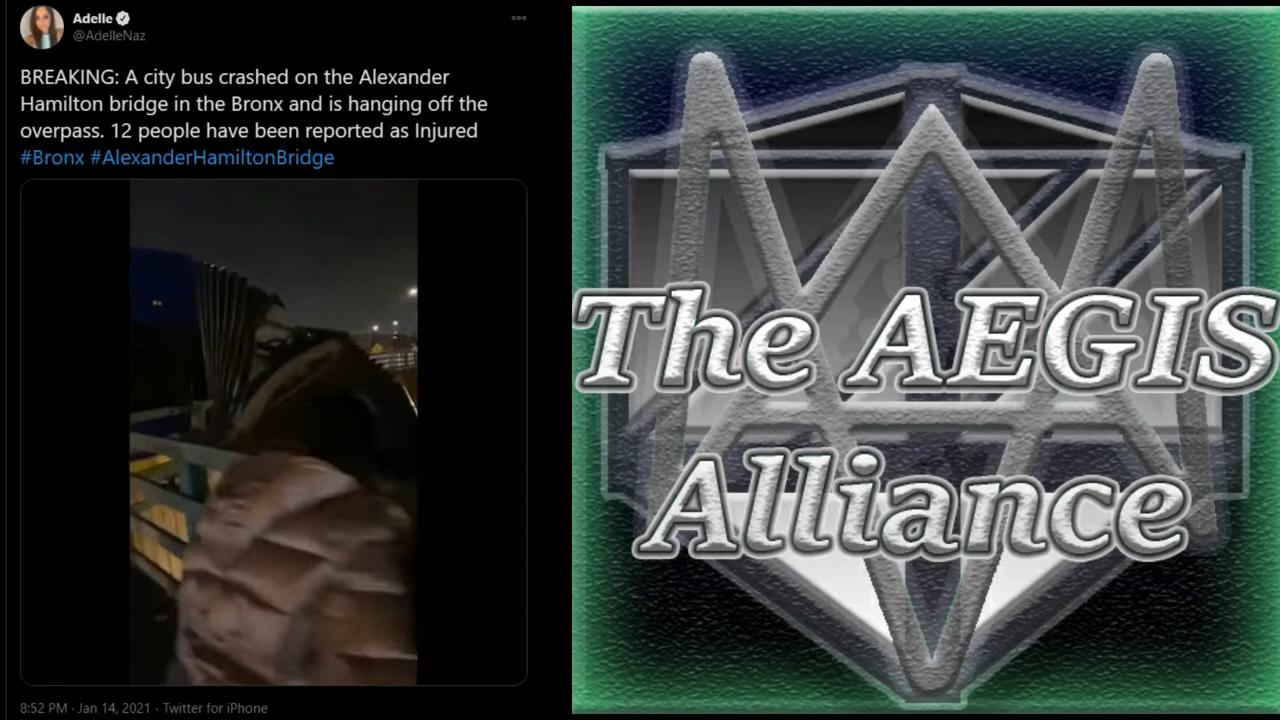 Adelle
@AdelleNaz
BREAKING: A city bus crashed on the Alexander
Hamilton bridge in the Bronx and is hanging off the
overpass. 12 people have been reported as Injured
#Bronx #AlexanderHamiltonBridge
8:52 PM · Jan 14, 2021 · Twitter for iPhone
The AEGIS
Alliance